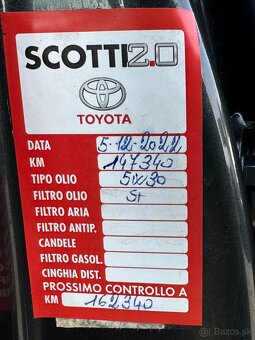 SCOTTI2.0
TOYOTA
DATA 5-12-2022
KM 147340
TIPO OLIO 5W30
FILTRO OLIO Si
FILTRO ARIA
FILTRO ANTIP.
CANDELE
FILTRO GASOL.
CINGHIA DIST.
PROSSIMO CONTROLLO A
KM 162340
Bazos.sk